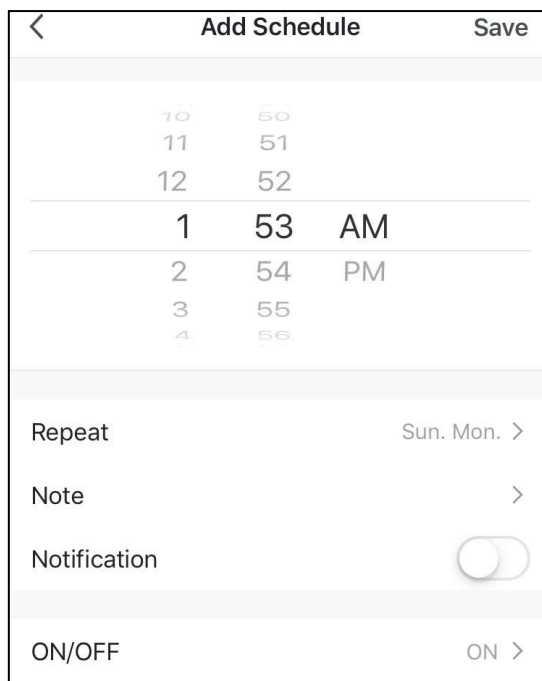 Add Schedule Save
10 50
11 51
12 52
1 53 AM
2 54 PM
3 55
4 56
Repeat Sun. Mon.
Note
Notification
ON/OFF ON